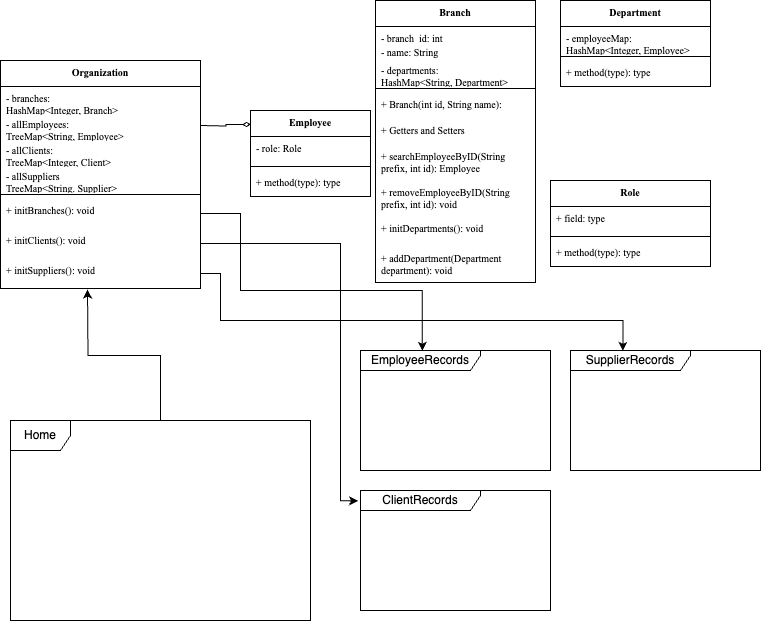 Organization
- branches:
HashMap<Integer, Branch>
- allEmployees:
TreeMap<String, Employee>
- allClients:
TreeMap<Integer, Client>
- allSuppliers
TreeMap<String, Supplier>
+ initBranches(): void
+ initClients(): void
+ initSuppliers(): void
Employee
- role: Role
+ method(type): type
Branch
- branch_id: int
- name: String
- departments:
HashMap<String, Department>
+ Branch(int id, String name):
+ Getters and Setters
+ searchEmployeeByID(String
prefix, int id): Employee
+ removeEmployeeByID(String
prefix, int id): void
+ initDepartments(): void
+ addDepartment(Department
department): void
Department
- employeeMap:
HashMap<Integer, Employee>
+ method(type): type
Role
+ field: type
+ method(type): type
EmployeeRecords
SupplierRecords
Home
ClientRecords